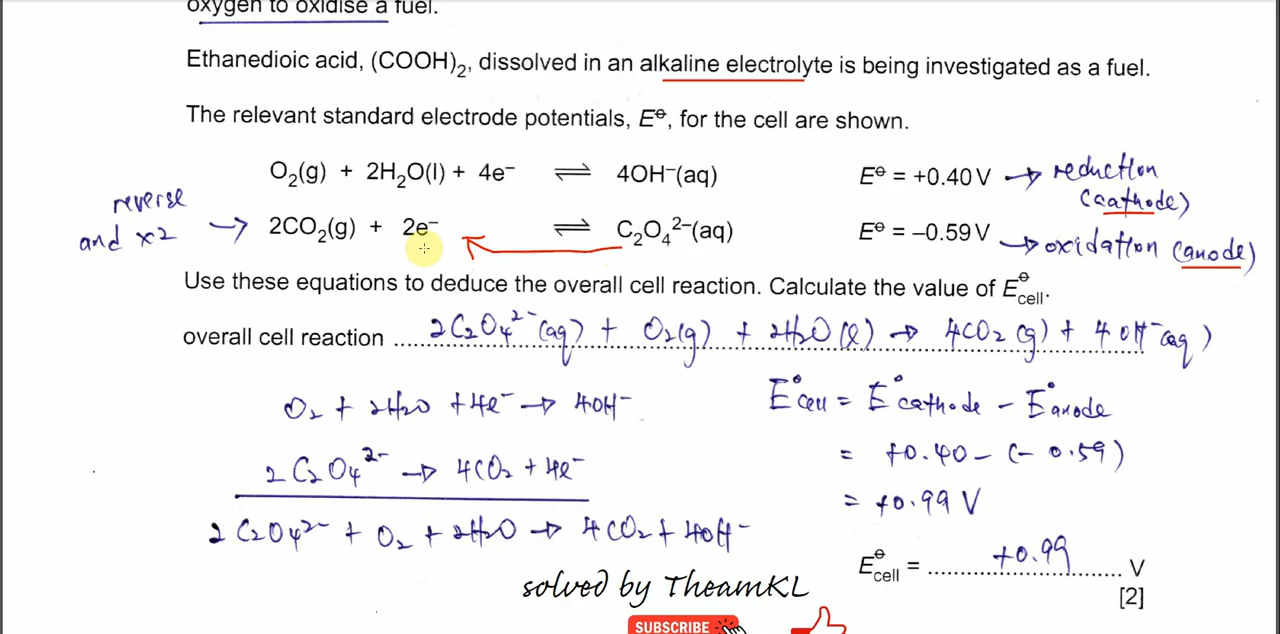 oxygen to oxidise a fuel.
Ethanedioic acid, (COOH)₂, dissolved in an alkaline electrolyte is being investigated as a fuel.
The relevant standard electrode potentials, E⊖, for the cell are shown.
O₂(g) + 2H₂O(l) + 4e⁻ ⇌ 4OH⁻(aq) E⊖ = +0.40 V → reduction
(cathode)
reverse
and x2 → 2CO₂(g) + 2e⁻ ⇌ C₂O₄²⁻(aq) E⊖ = –0.59 V → oxidation (anode)
Use these equations to deduce the overall cell reaction. Calculate the value of E⊖cell.
overall cell reaction 2C₂O₄²⁻(aq) + O₂(g) + 2H₂O(l) → 4CO₂(g) + 4OH⁻(aq)
O₂ + 2H₂O + 4e⁻ → 4OH⁻
E°cell = E°cathode - E°anode
2C₂O₄²⁻ → 4CO₂ + 4e⁻
= +0.40 - (-0.59)
= +0.99 V
2C₂O₄²⁻ + O₂ + 2H₂O → 4CO₂ + 4OH⁻
E⊖cell = +0.99 V
[2]
solved by TheamKL
SUBSCRIBE